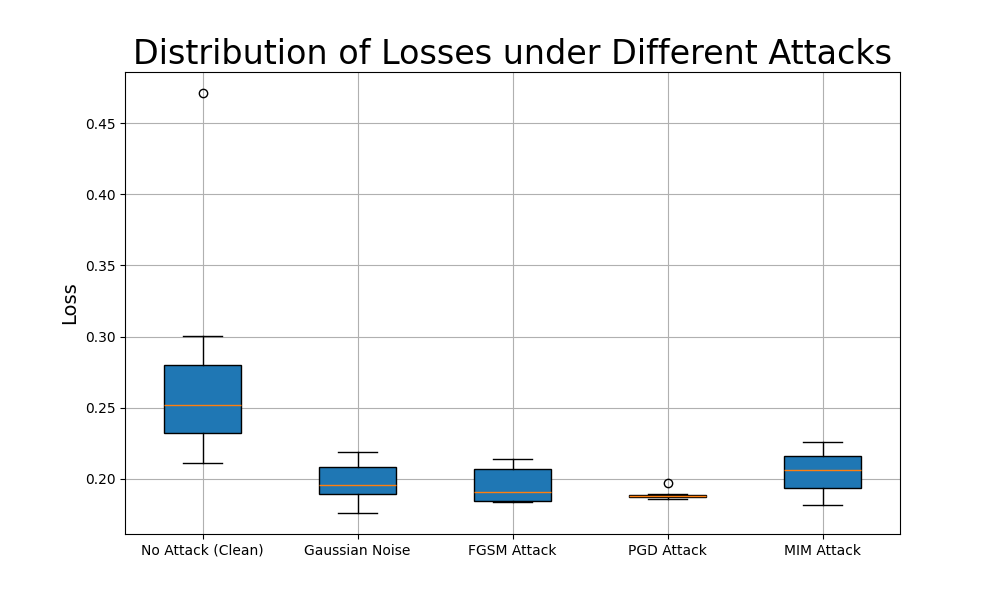 Distribution of Losses under Different Attacks
Loss
0.45
0.40
0.35
0.30
0.25
0.20
No Attack (Clean)
Gaussian Noise
FGSM Attack
PGD Attack
MIM Attack